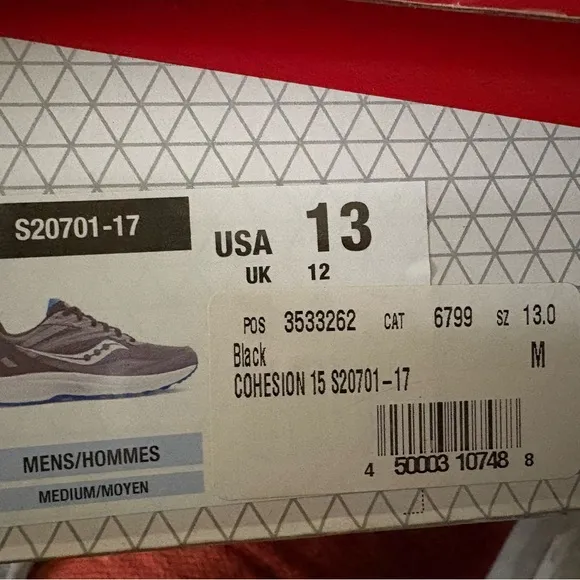 S20701-17
USA 13
UK 12
MENS/HOMMES
MEDIUM/MOYEN
POS 3533262 CAT 6799 SZ 13.0
Black M
COHESION 15 S20701-17
4 50003 10748 8